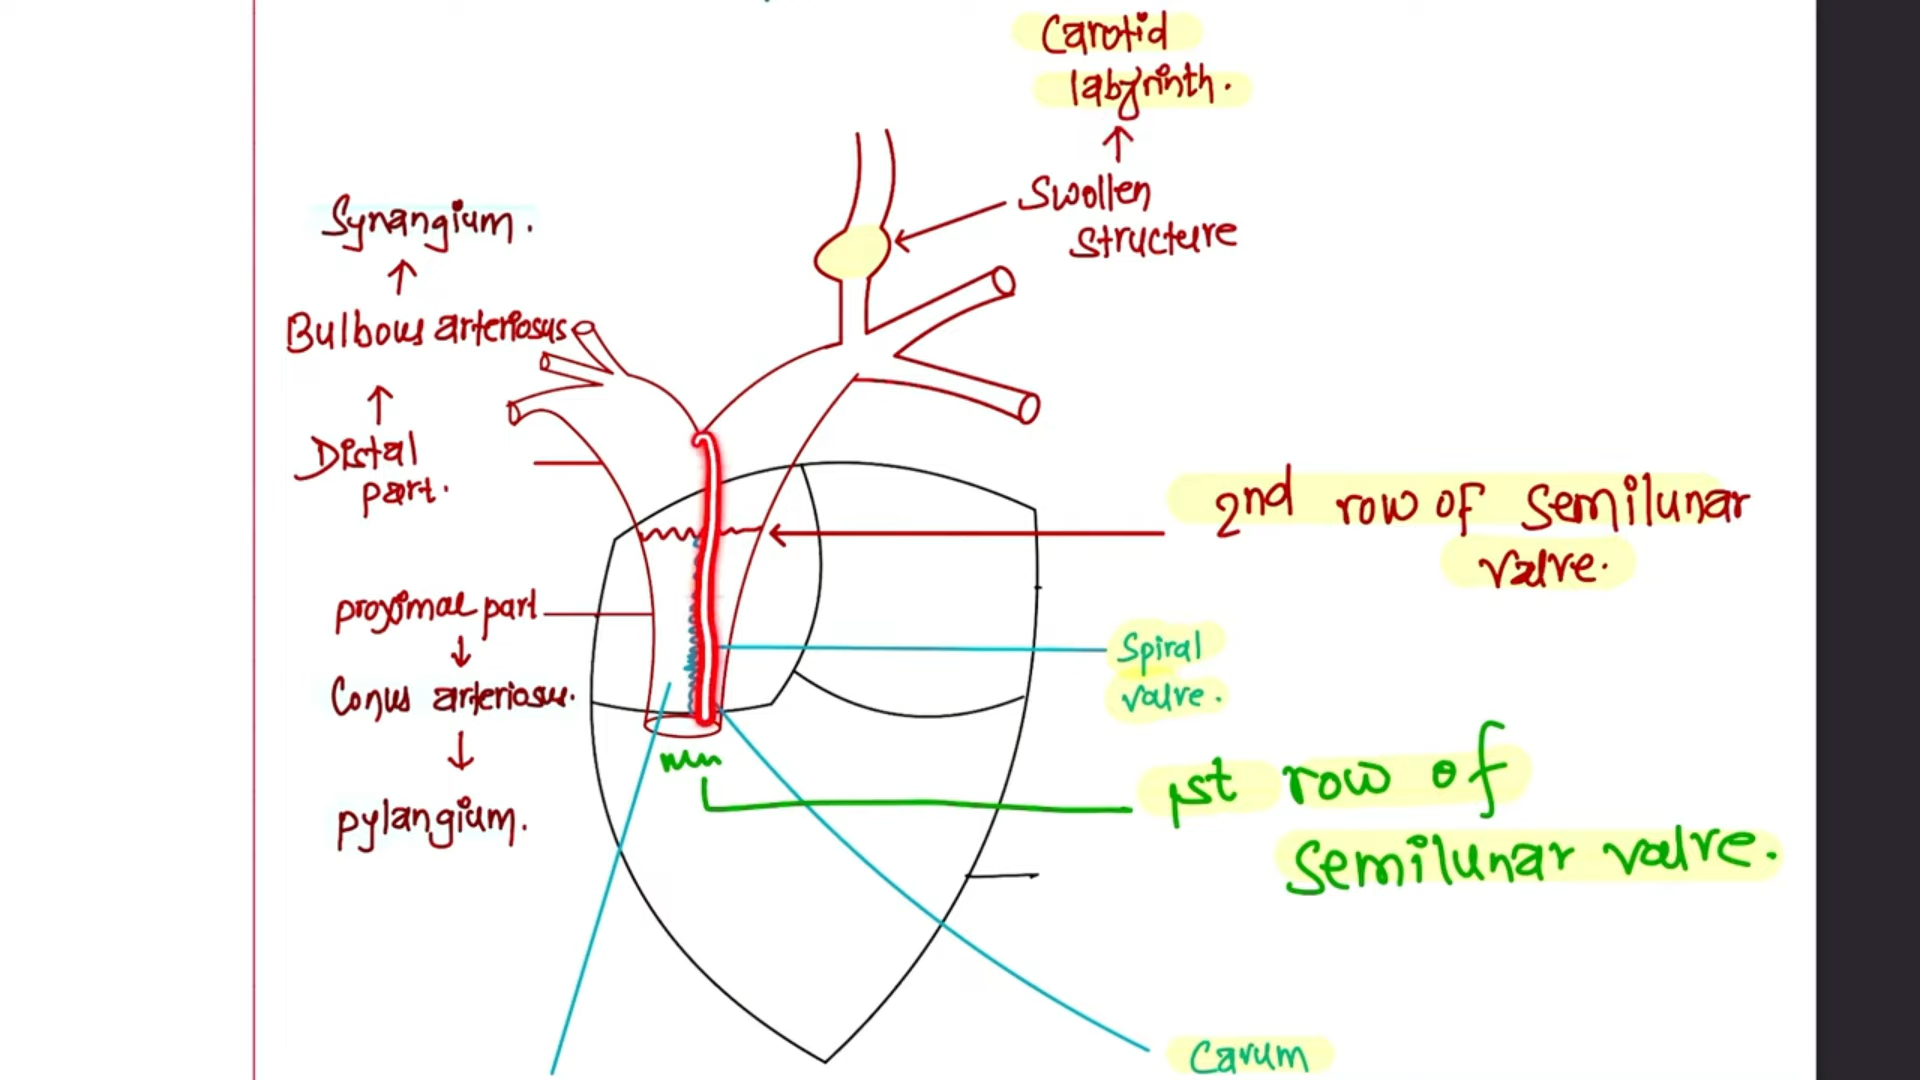 Carotid
labyrinth.
Swollen
structure
Synangium.
Bulbous arteriosus
Distal
part.
2nd row of semilunar
valve.
proximal part
Conus arteriosus.
pylangium.
Spiral
valve.
1st row of
semilunar valve.
Cavum